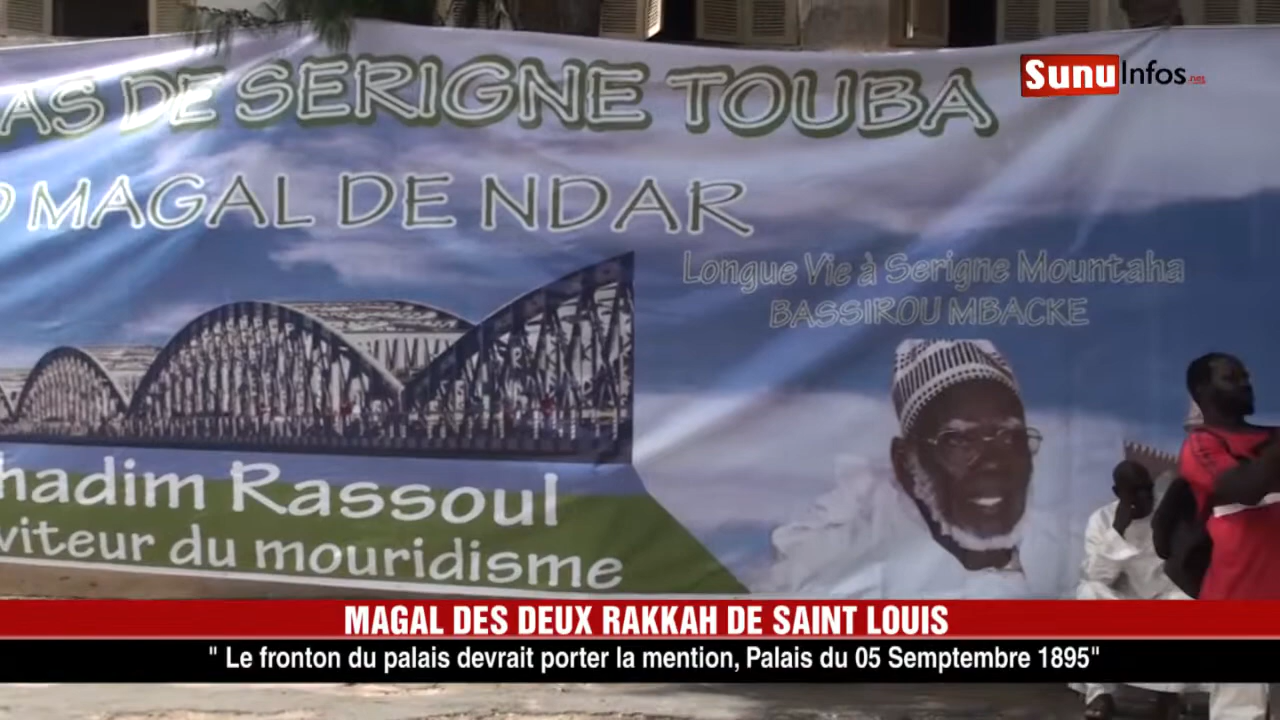 AS DE SERIGNE TOUBA
SunuInfos.net
MAGAL DE NDAR
Longue Vie à Serigne Mountaha
BASSIROU MBACKE
hadim Rassoul
viteur du mouridisme
MAGAL DES DEUX RAKKAH DE SAINT LOUIS
" Le fronton du palais devrait porter la mention, Palais du 05 Semptembre 1895"